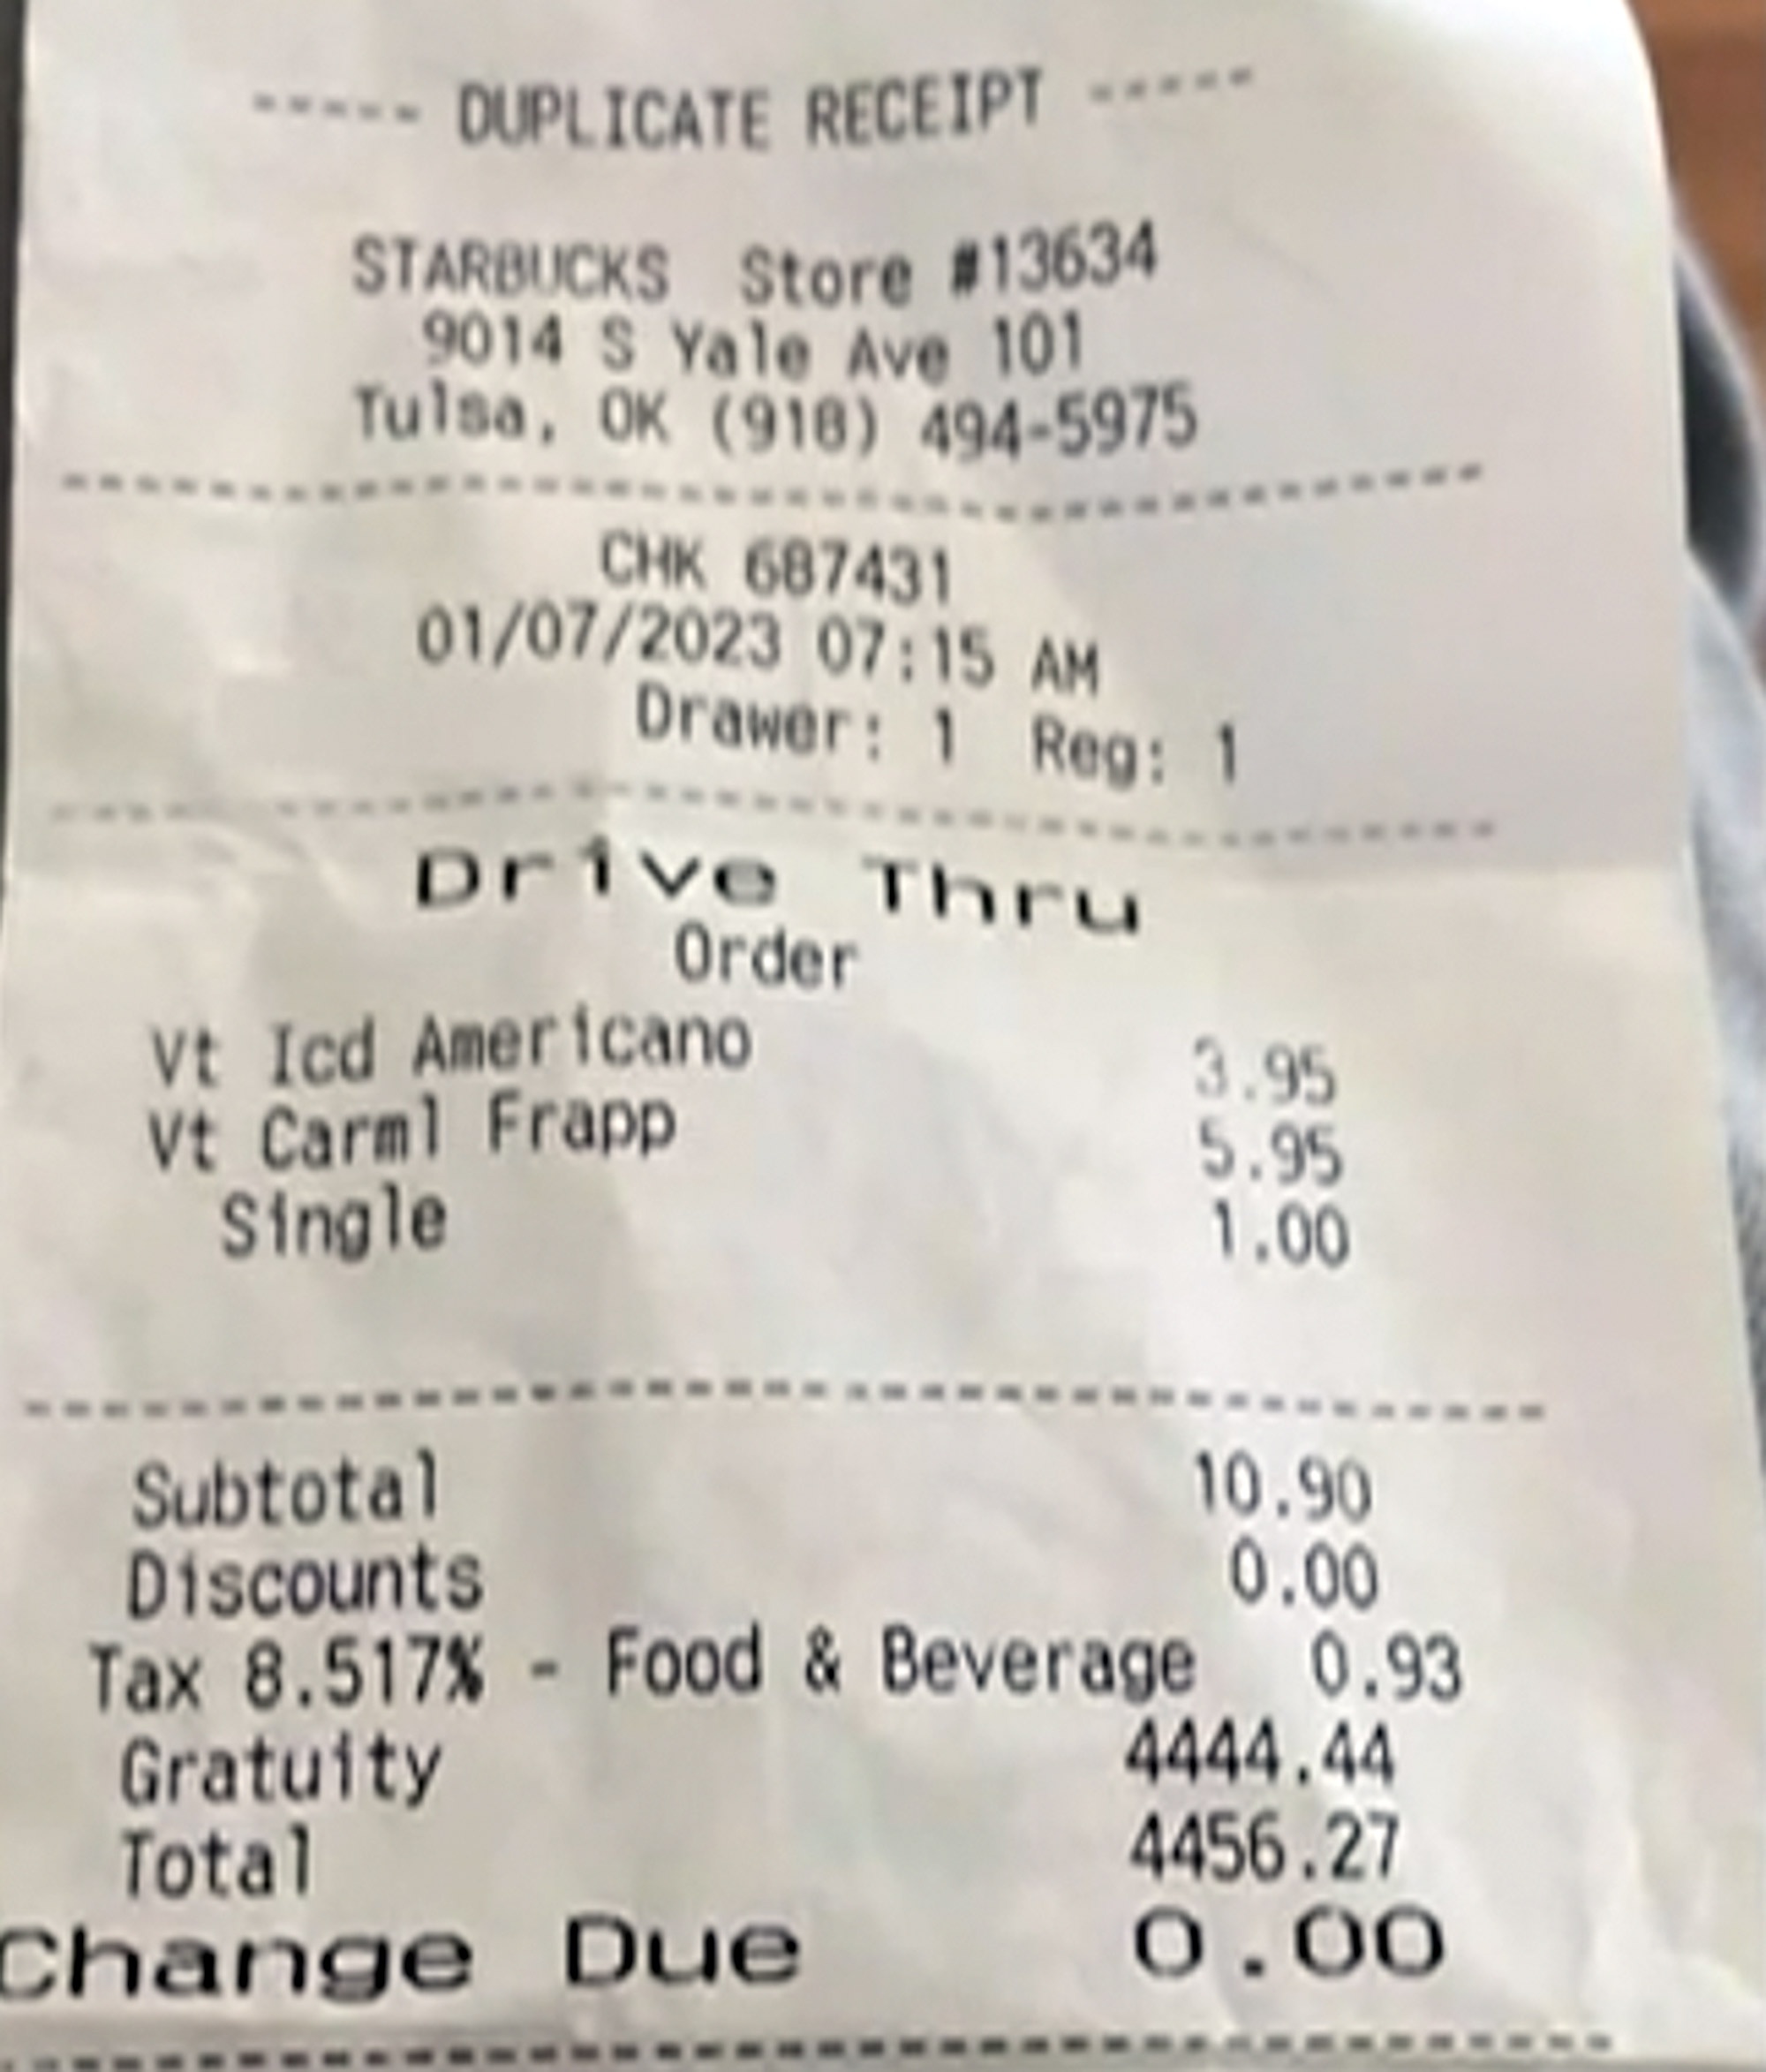 ----- DUPLICATE RECEIPT -----
STARBUCKS Store #13634
9014 S Yale Ave 101
Tulsa, OK (918) 494-5975
CHK 687431
01/07/2023 07:15 AM
Drawer: 1 Reg: 1
Drive Thru
Order
Vt Icd Americano 3.95
Vt Carml Frapp 5.95
Single 1.00
Subtotal 10.90
Discounts 0.00
Tax 8.517% - Food & Beverage 0.93
Gratuity 4444.44
Total 4456.27
Change Due 0.00